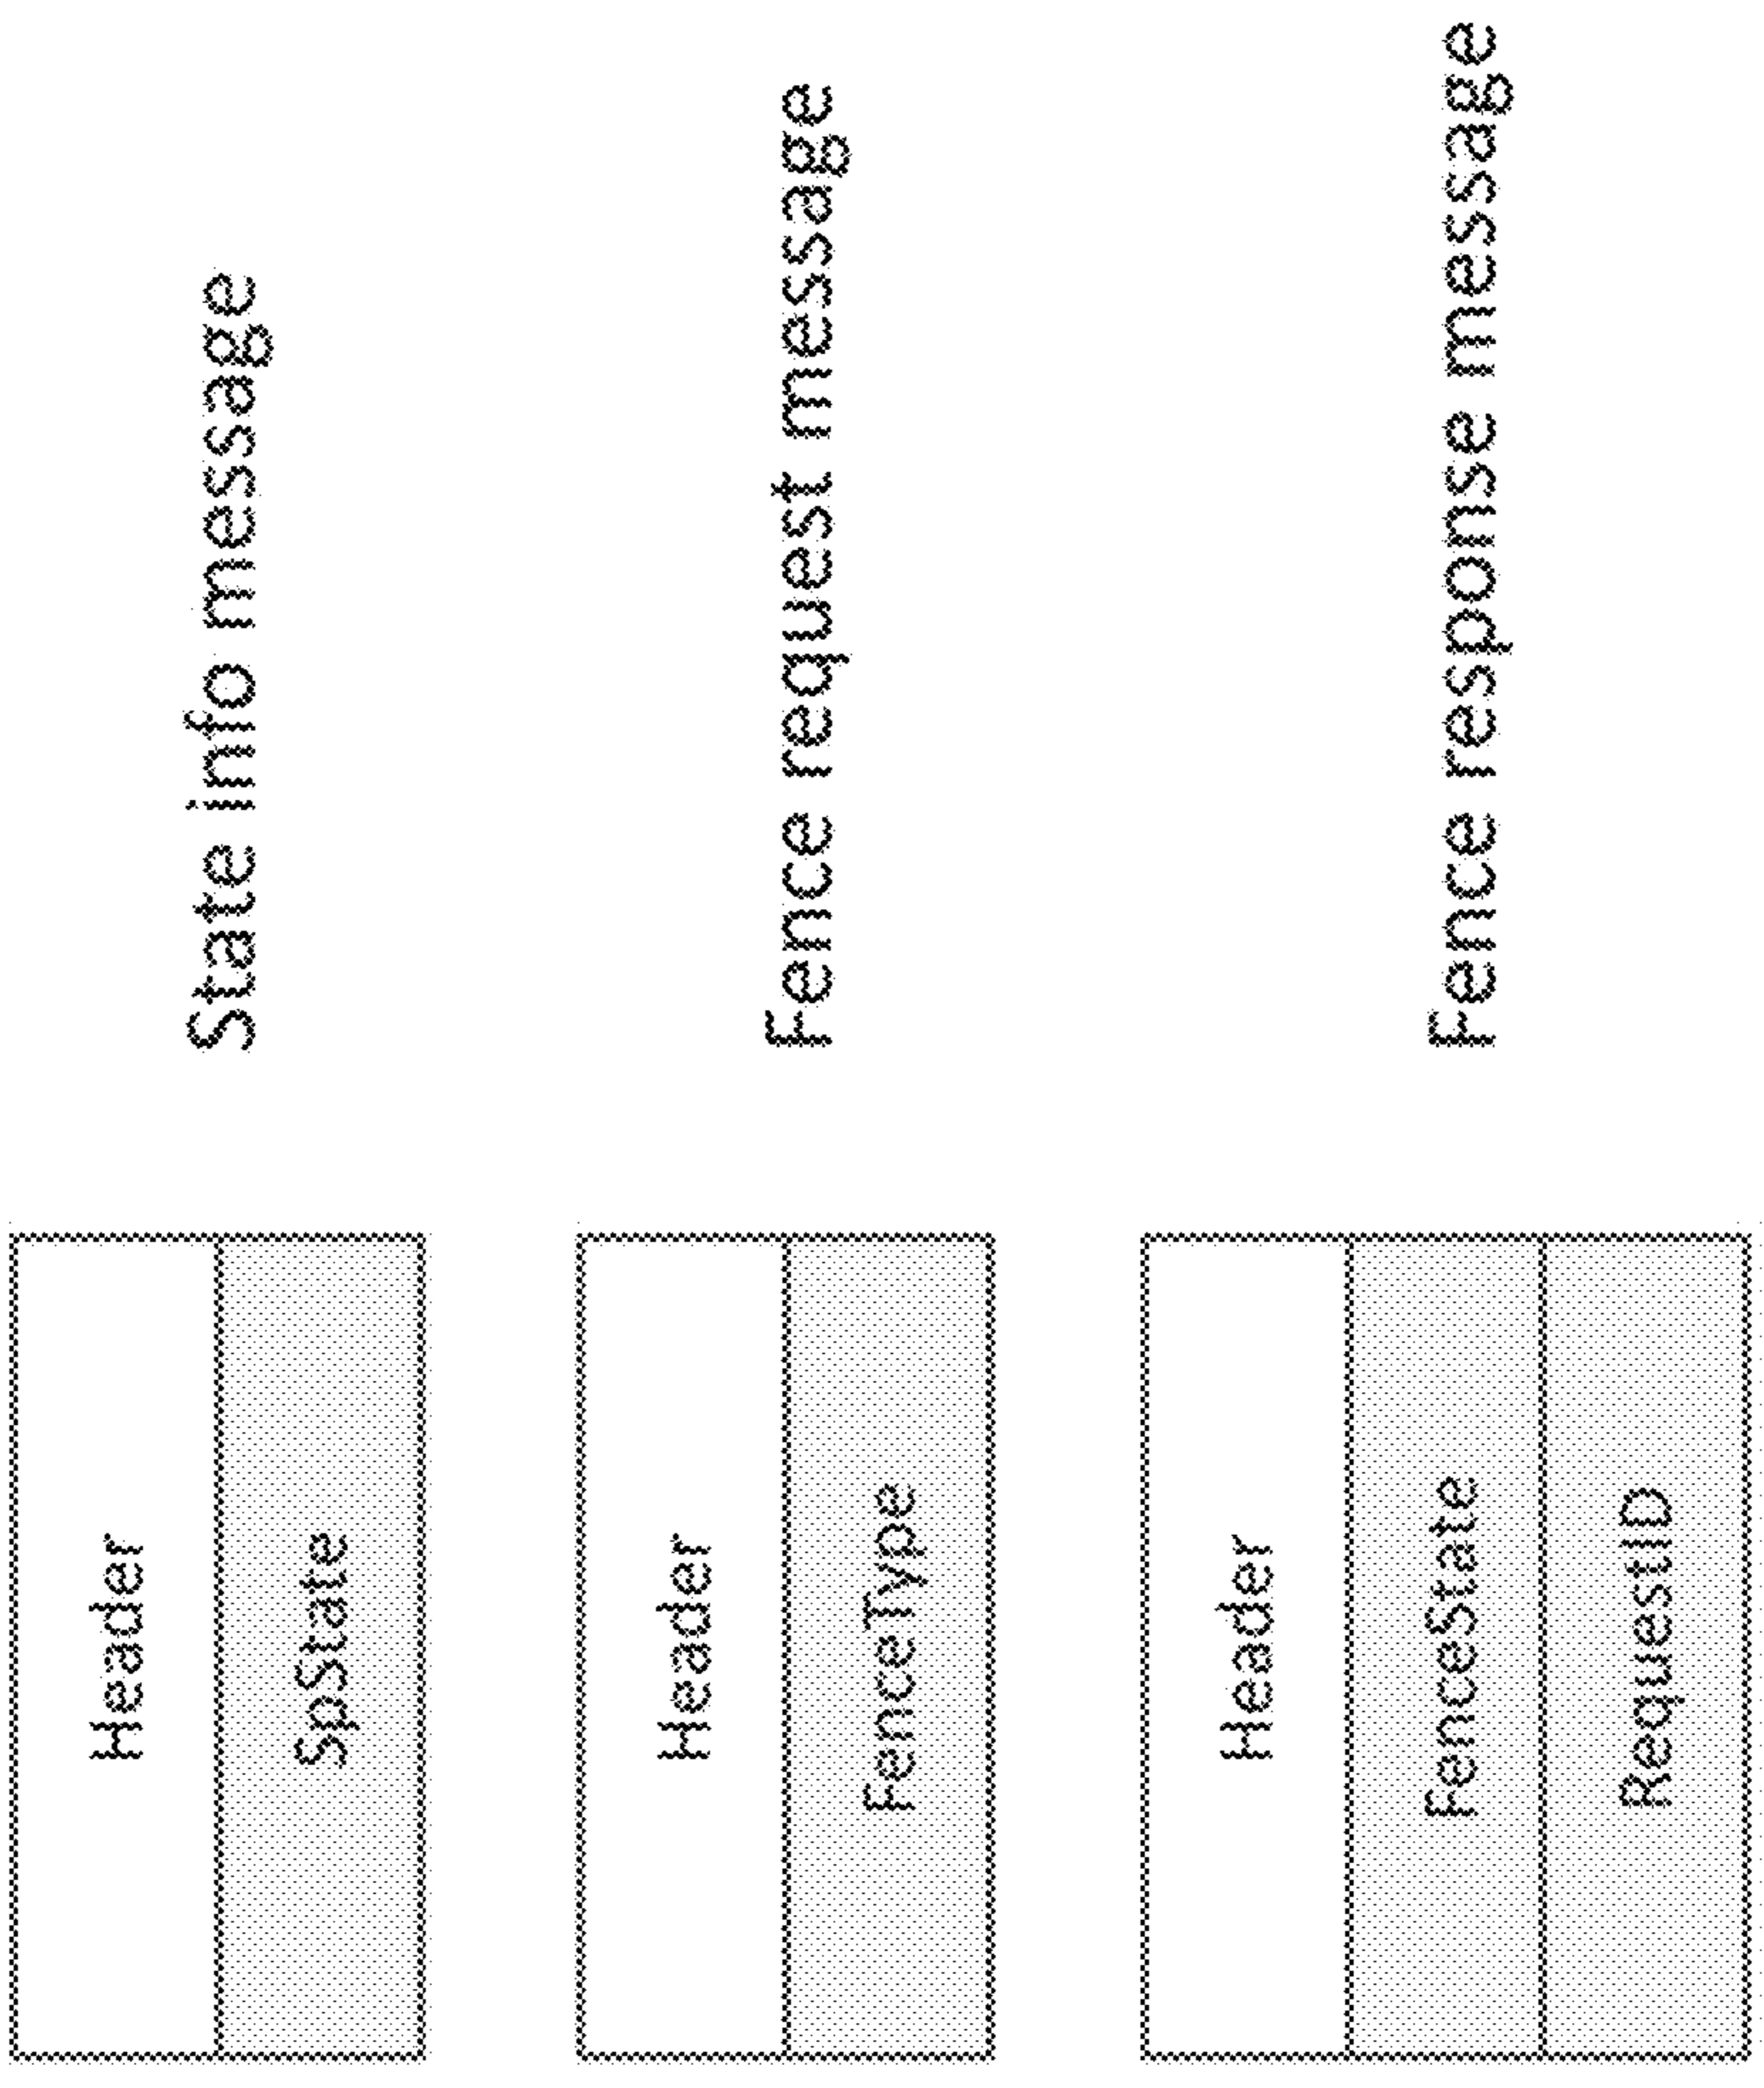 Header
SpState
State info message
Header
FenceType
Fence request message
Header
FenceState
RequestID
Fence response message